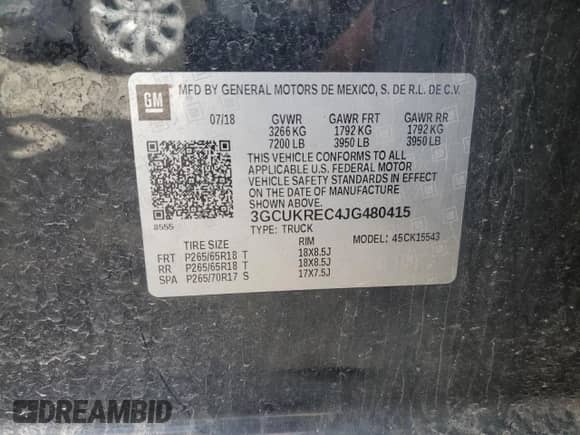 GM
MFD BY GENERAL MOTORS DE MEXICO, S. DE R.L. DE C.V.
07/18 GVWR GAWR FRT GAWR RR
3266 KG 1792 KG 1792 KG
7200 LB 3950 LB 3950 LB
THIS VEHICLE CONFORMS TO ALL
APPLICABLE U.S. FEDERAL MOTOR
VEHICLE SAFETY STANDARDS IN EFFECT
ON THE DATE OF MANUFACTURE SHOWN ABOVE.
3GCUKREC4JG480415
8555
TYPE: TRUCK MODEL: 45CK15543
TIRE SIZE RIM
FRT P265/65R18 T 18X8.5J
RR P265/65R18 T 18X8.5J
SPA P265/70R17 S 17X7.5J
DREAMBID